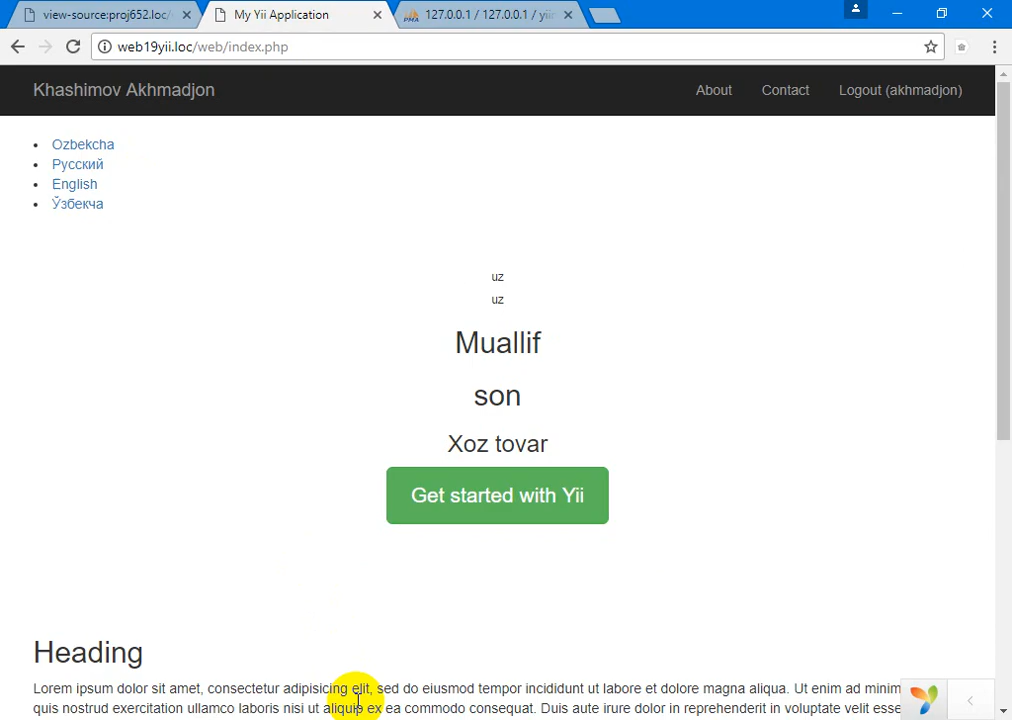 view-source:proj652.loc/
My Yii Application
127.0.0.1 / 127.0.0.1 / yii
web19yii.loc/web/index.php
Khashimov Akhmadjon
About
Contact
Logout (akhmadjon)
Ozbekcha
Русский
English
Ўзбекча
uz
uz
Muallif
son
Xoz tovar
Get started with Yii
Heading
Lorem ipsum dolor sit amet, consectetur adipisicing elit, sed do eiusmod tempor incididunt ut labore et dolore magna aliqua. Ut enim ad minim
quis nostrud exercitation ullamco laboris nisi ut aliquip ex ea commodo consequat. Duis aute irure dolor in reprehenderit in voluptate velit esse